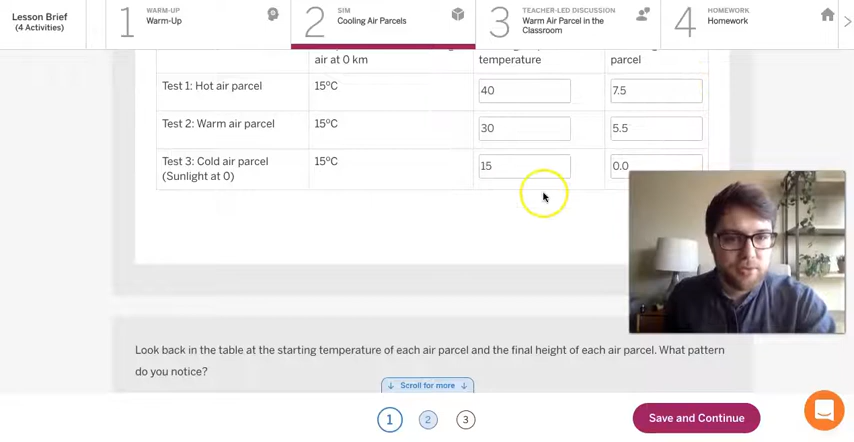 Lesson Brief
(4 Activities)
1
WARM-UP
Warm-Up
2
SIM
Cooling Air Parcels
3
TEACHER-LED DISCUSSION
Warm Air Parcel in the
Classroom
4
HOMEWORK
Homework
air at 0 km
temperature
parcel
Test 1: Hot air parcel
15°C
40
7.5
Test 2: Warm air parcel
15°C
30
5.5
Test 3: Cold air parcel
(Sunlight at 0)
15°C
15
0.0
Look back in the table at the starting temperature of each air parcel and the final height of each air parcel. What pattern
do you notice?
Scroll for more
1 2 3
Save and Continue